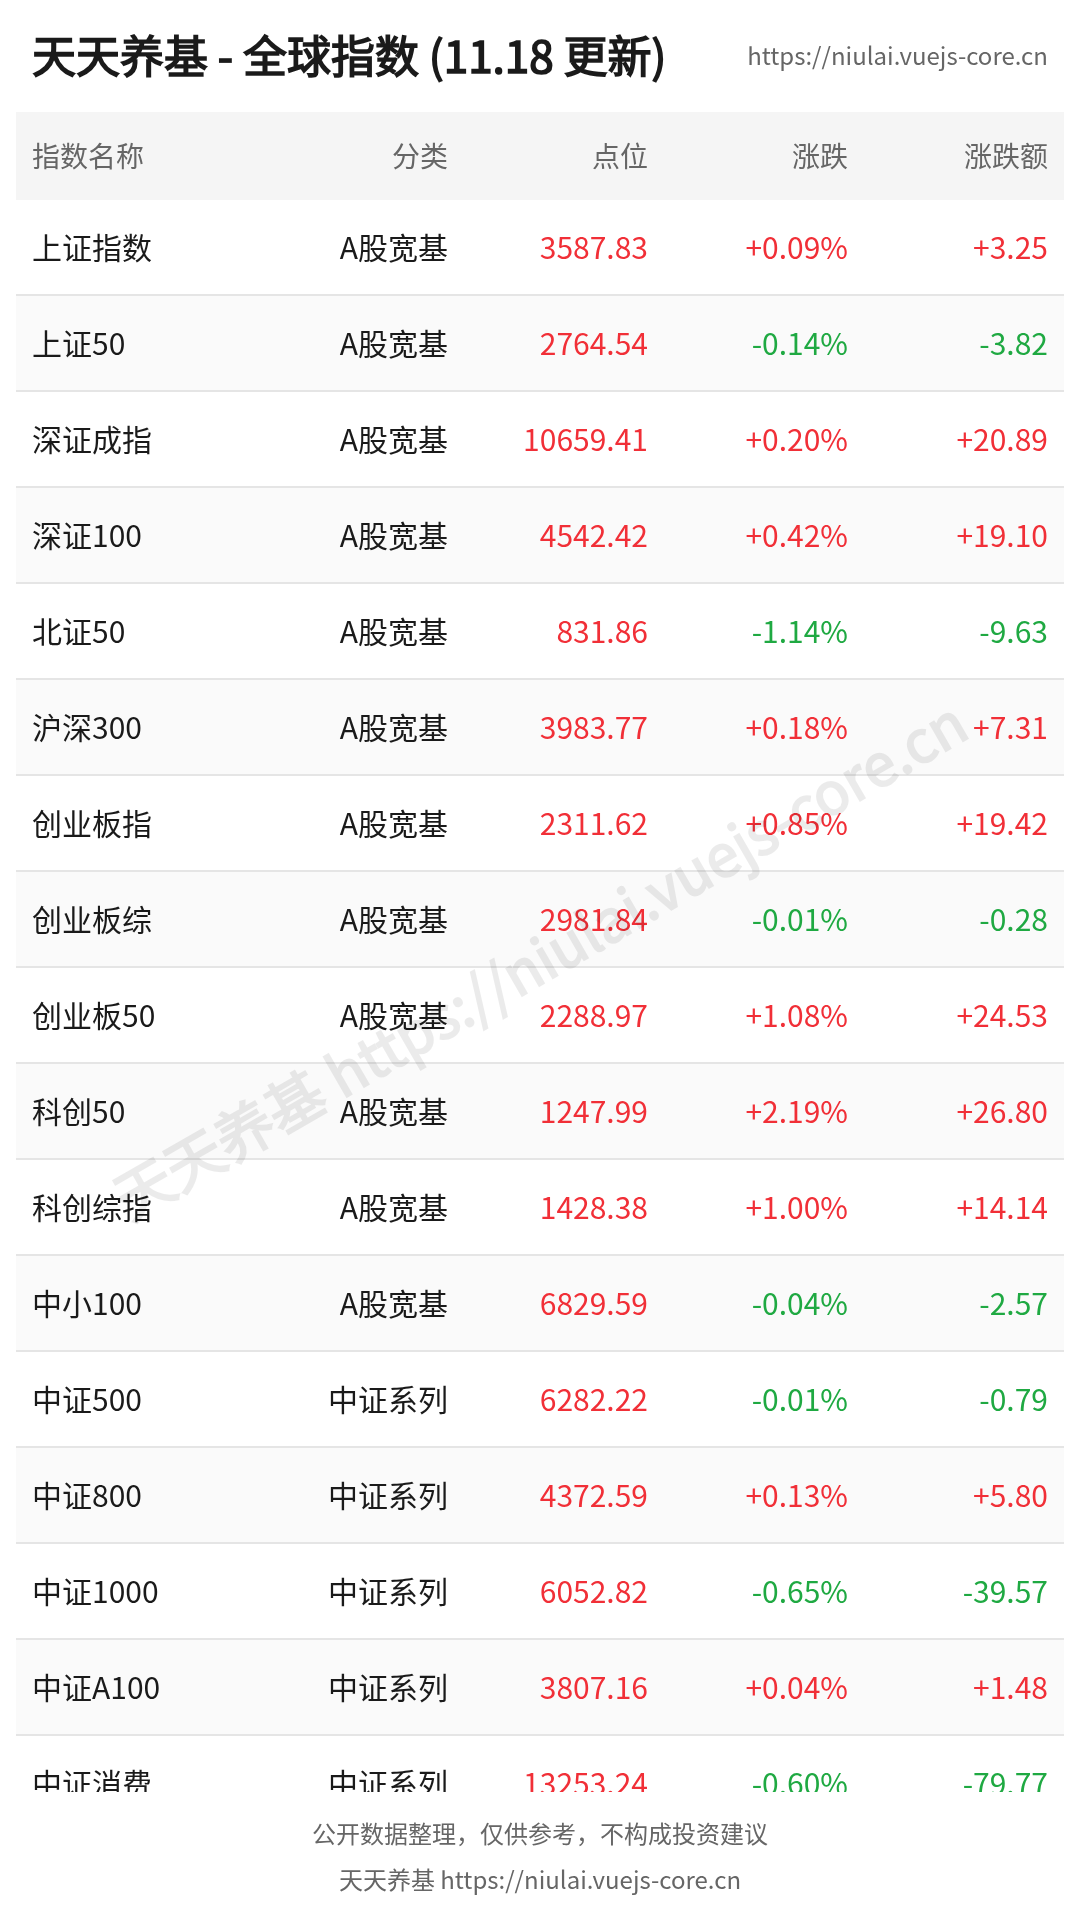 天天养基 - 全球指数 (11.18 更新) https://niulai.vuejs-core.cn
指数名称 分类 点位 涨跌 涨跌额
上证指数 A股宽基 3587.83 +0.09% +3.25
上证50 A股宽基 2764.54 -0.14% -3.82
深证成指 A股宽基 10659.41 +0.20% +20.89
深证100 A股宽基 4542.42 +0.42% +19.10
北证50 A股宽基 831.86 -1.14% -9.63
沪深300 A股宽基 3983.77 +0.18% +7.31
创业板指 A股宽基 2311.62 +0.85% +19.42
创业板综 A股宽基 2981.84 -0.01% -0.28
创业板50 A股宽基 2288.97 +1.08% +24.53
科创50 A股宽基 1247.99 +2.19% +26.80
科创综指 A股宽基 1428.38 +1.00% +14.14
中小100 A股宽基 6829.59 -0.04% -2.57
中证500 中证系列 6282.22 -0.01% -0.79
中证800 中证系列 4372.59 +0.13% +5.80
中证1000 中证系列 6052.82 -0.65% -39.57
中证A100 中证系列 3807.16 +0.04% +1.48
中证消费 中证系列 13253.24 -0.60% -79.77
天天养基 https://niulai.vuejs-core.cn
公开数据整理，仅供参考，不构成投资建议
天天养基 https://niulai.vuejs-core.cn